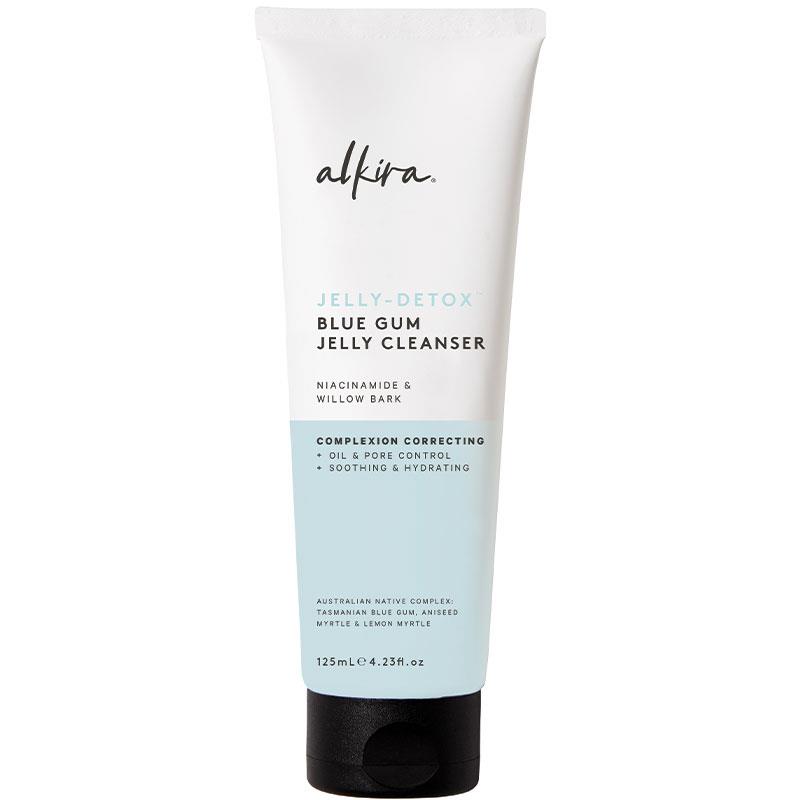 alkira®
JELLY-DETOX™
BLUE GUM
JELLY CLEANSER
NIACINAMIDE &
WILLOW BARK
COMPLEXION CORRECTING
+ OIL & PORE CONTROL
+ SOOTHING & HYDRATING
AUSTRALIAN NATIVE COMPLEX:
TASMANIAN BLUE GUM, ANISEED
MYRTLE & LEMON MYRTLE
125mL ℮ 4.23fl.oz